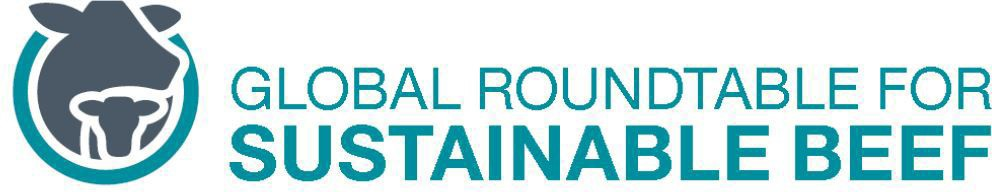 GLOBAL ROUNDTABLE FOR
SUSTAINABLE BEEF